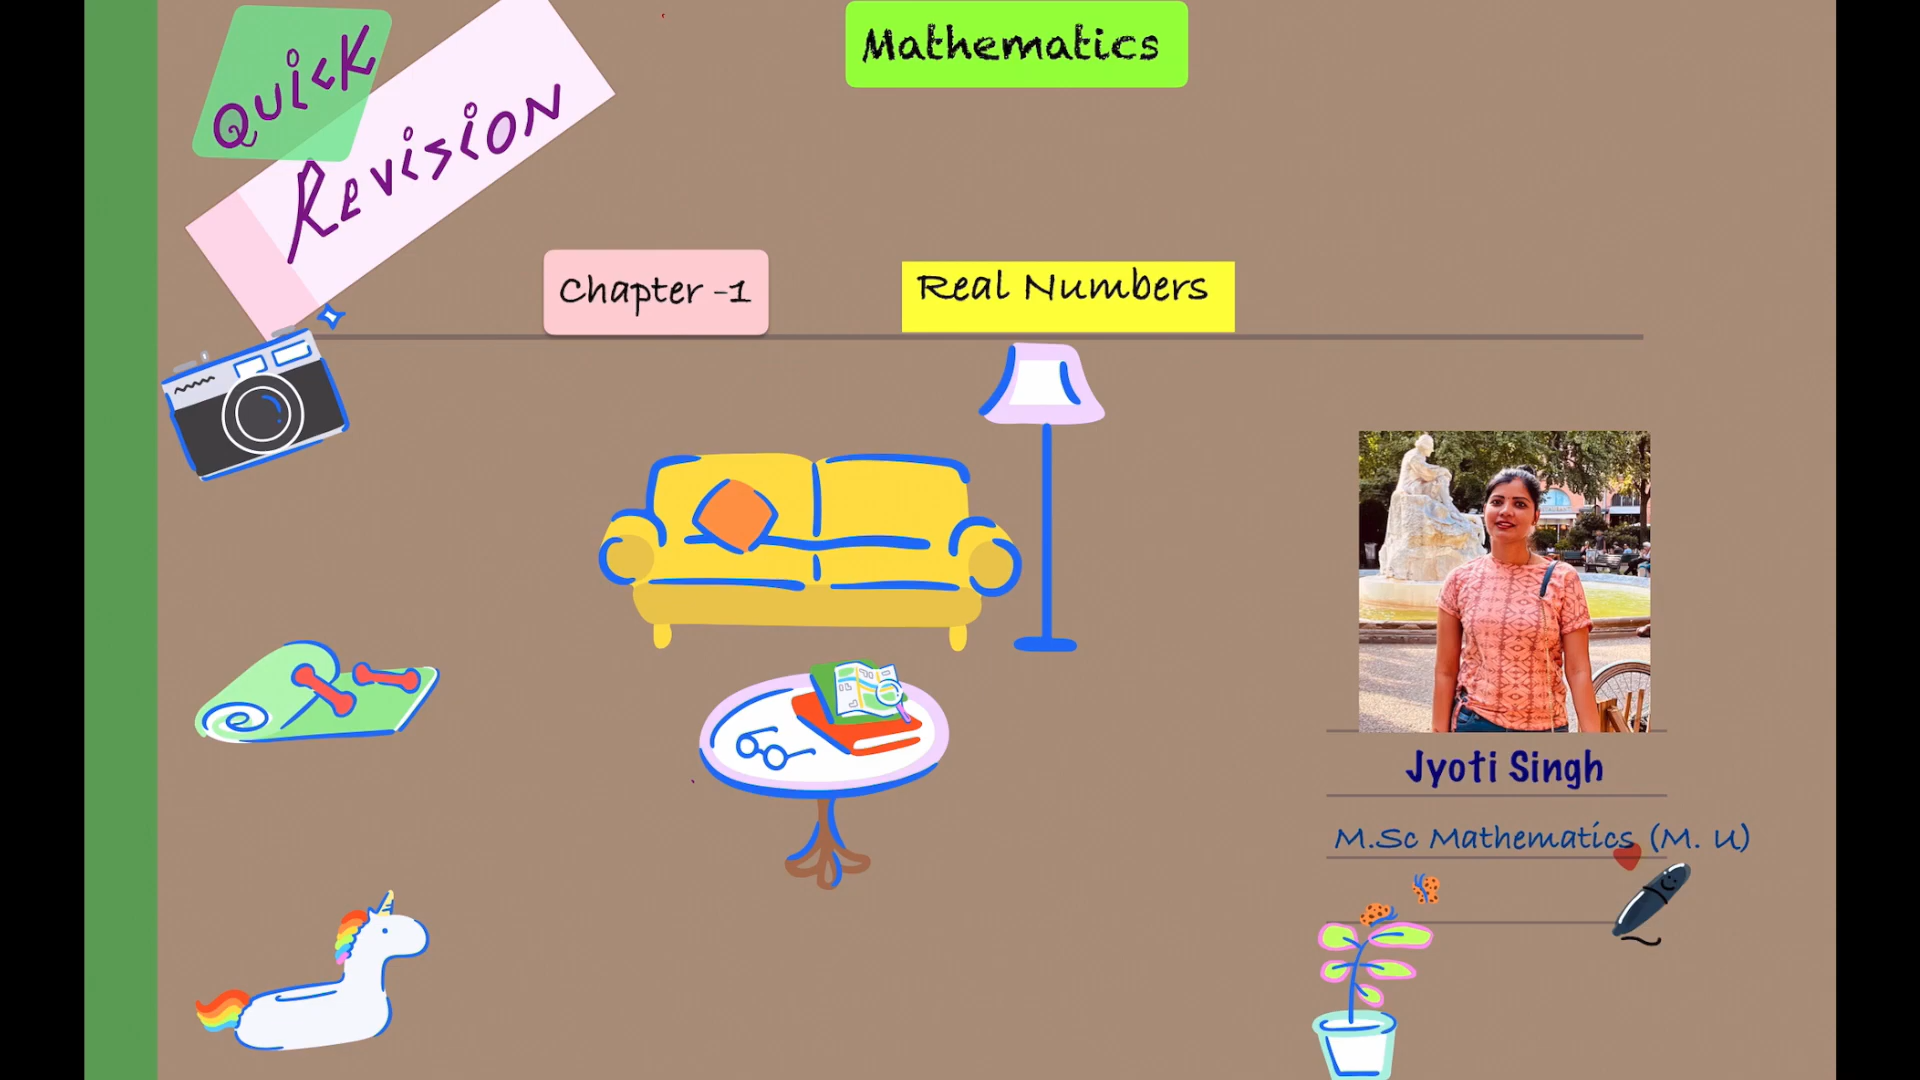 Quick
Revision
Mathematics
Chapter -1
Real Numbers
Jyoti Singh
M.Sc Mathematics (M. U)